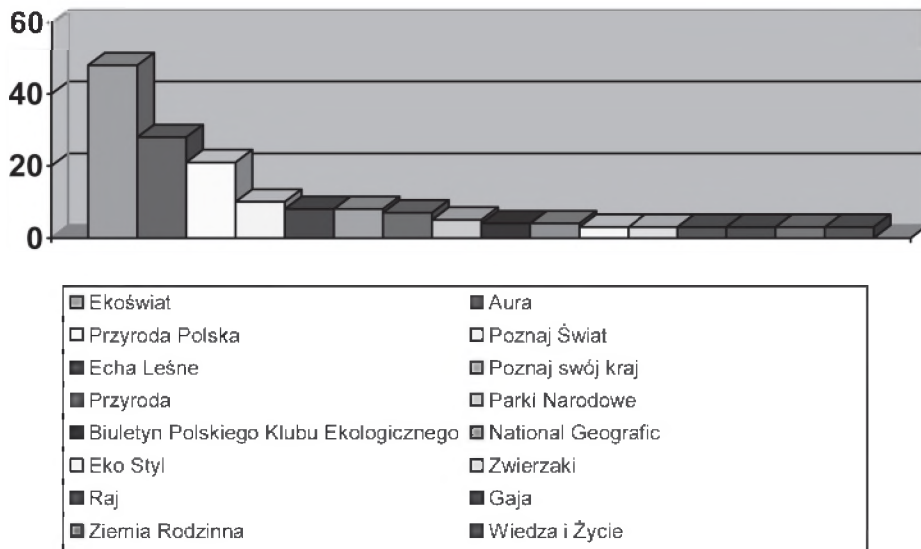 60
40
20
0
Ekoświat Aura
Przyroda Polska Poznaj Świat
Echa Leśne Poznaj swój kraj
Przyroda Parki Narodowe
Biuletyn Polskiego Klubu Ekologicznego National Geografic
Eko Styl Zwierzaki
Raj Gaja
Ziemia Rodzinna Wiedza i Życie